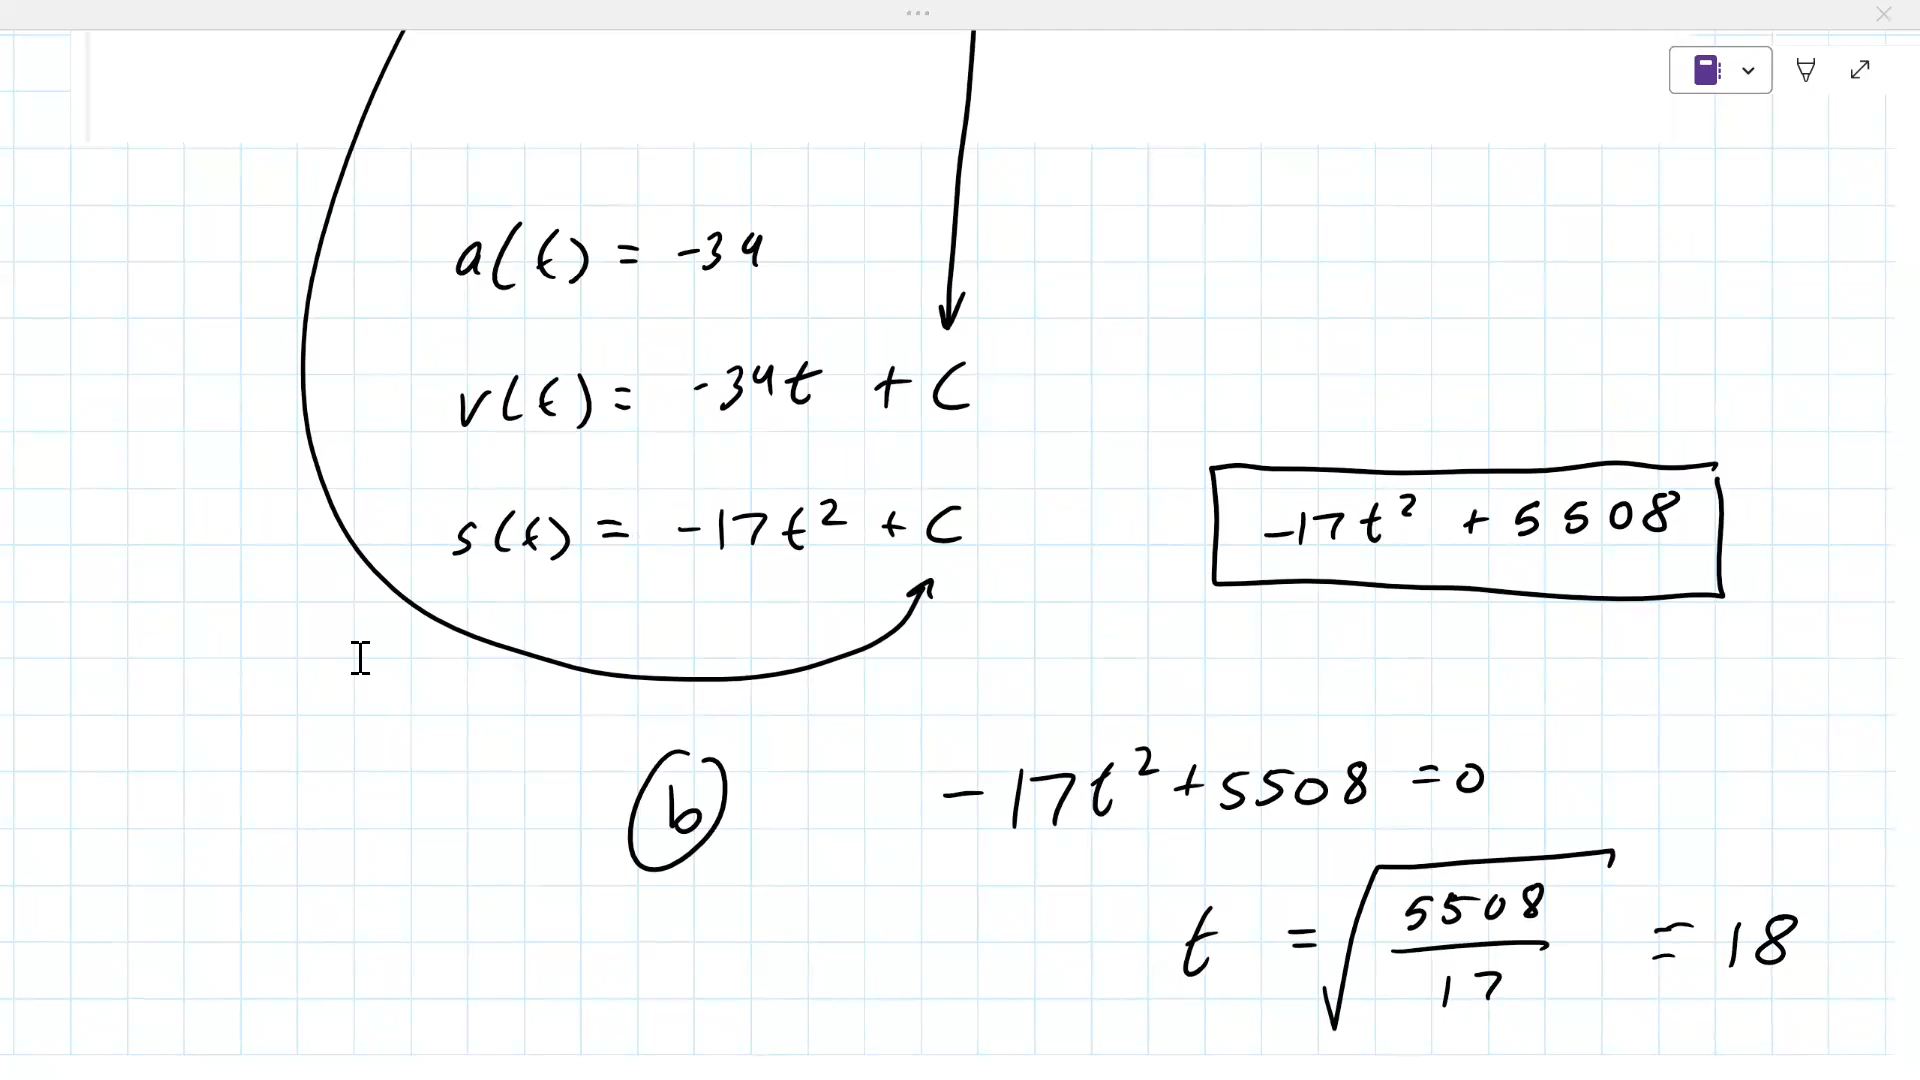 a(t) = -34
v(t) = -34t + C
s(t) = -17t² + C
-17t² + 5508
b
-17t² + 5508 = 0
t = √(5508/17) = 18